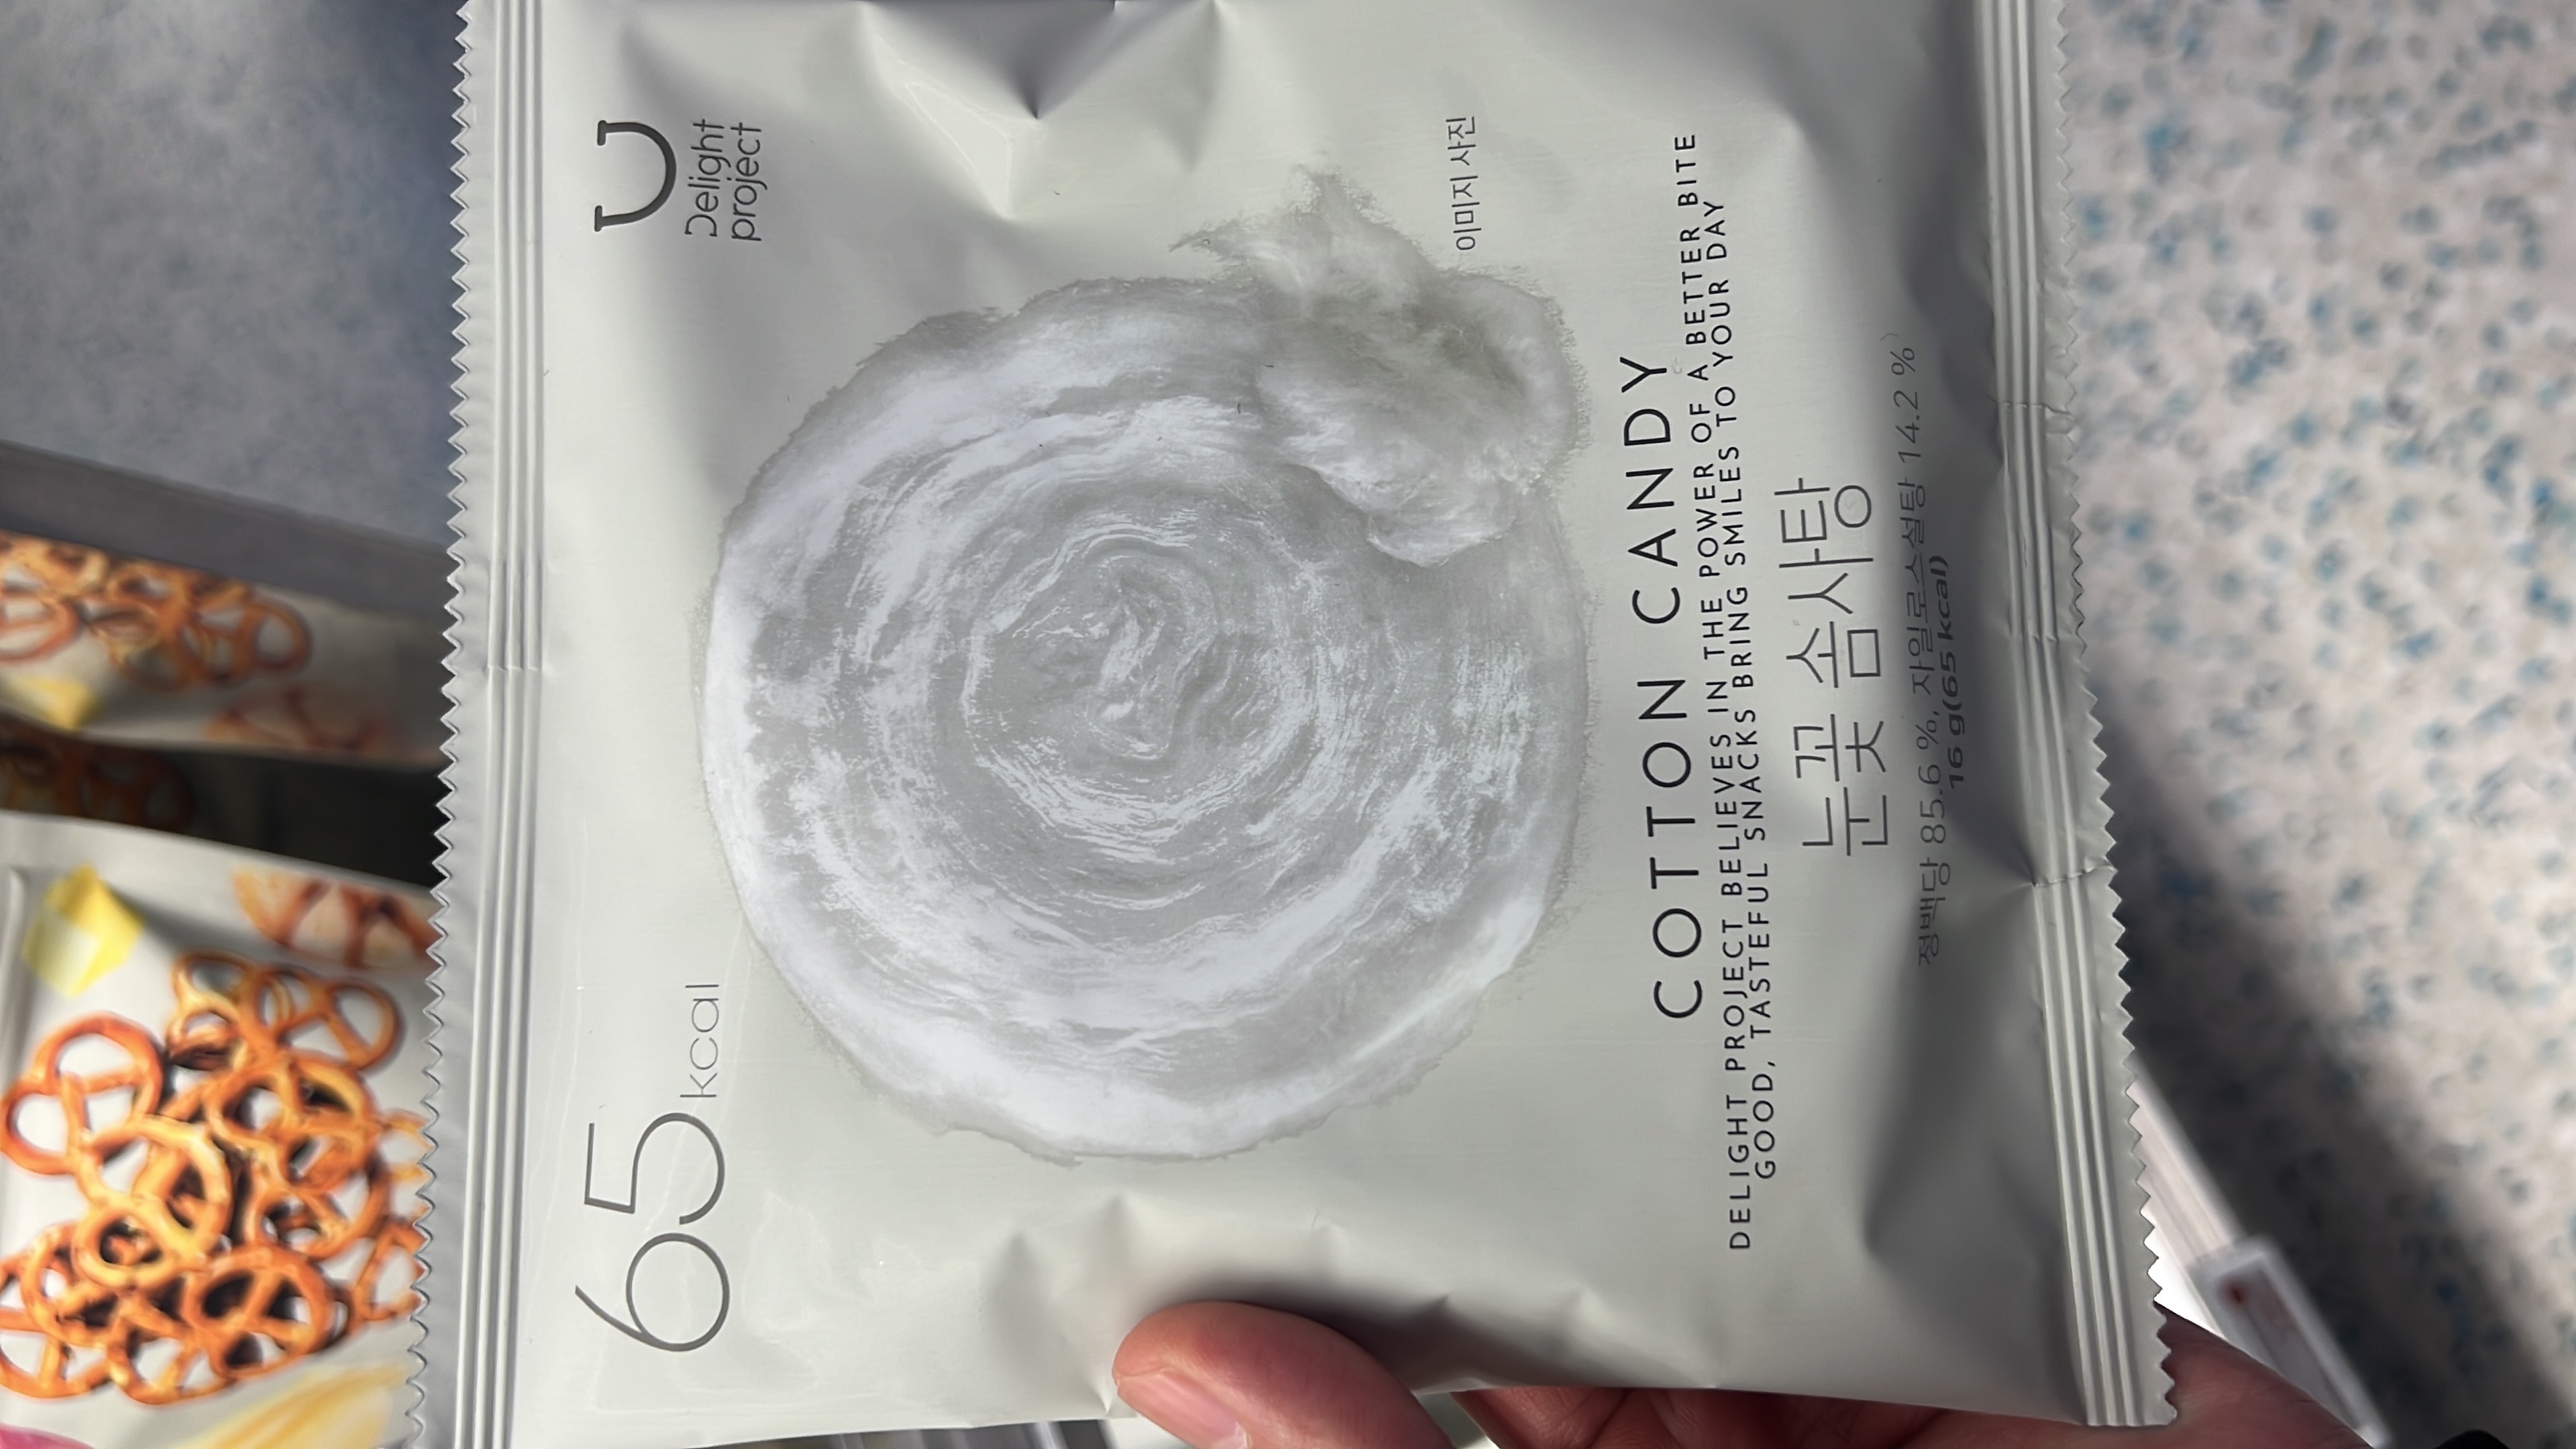 65 kcal
Delight
project
이미지 사진
COTTON CANDY
DELIGHT PROJECT BELIEVES IN THE POWER OF A BETTER BITE
GOOD, TASTEFUL SNACKS BRING SMILES TO YOUR DAY
눈꽃 솜사탕
정백당 85.6 %, 자일로스설탕 14.2 %
16 g(65 kcal)